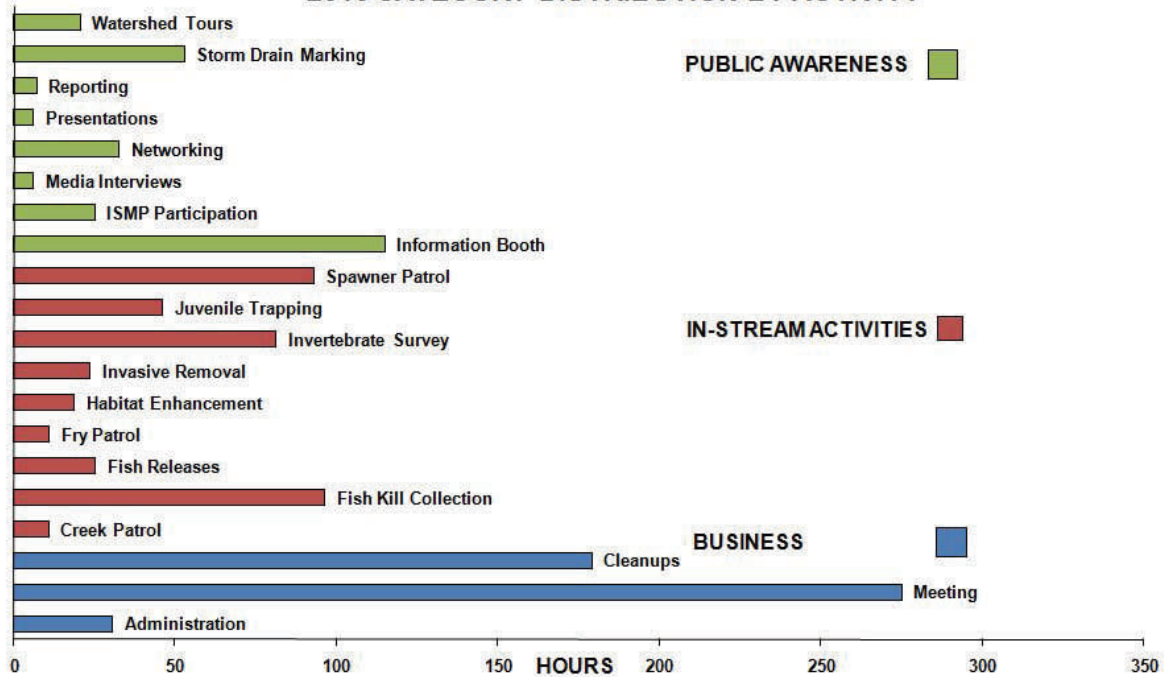 Watershed Tours
Storm Drain Marking
PUBLIC AWARENESS
Reporting
Presentations
Networking
Media Interviews
ISMP Participation
Information Booth
Spawner Patrol
Juvenile Trapping
IN-STREAM ACTIVITIES
Invertebrate Survey
Invasive Removal
Habitat Enhancement
Fry Patrol
Fish Releases
Fish Kill Collection
Creek Patrol
BUSINESS
Cleanups
Meeting
Administration
0 50 100 150 HOURS 200 250 300 350